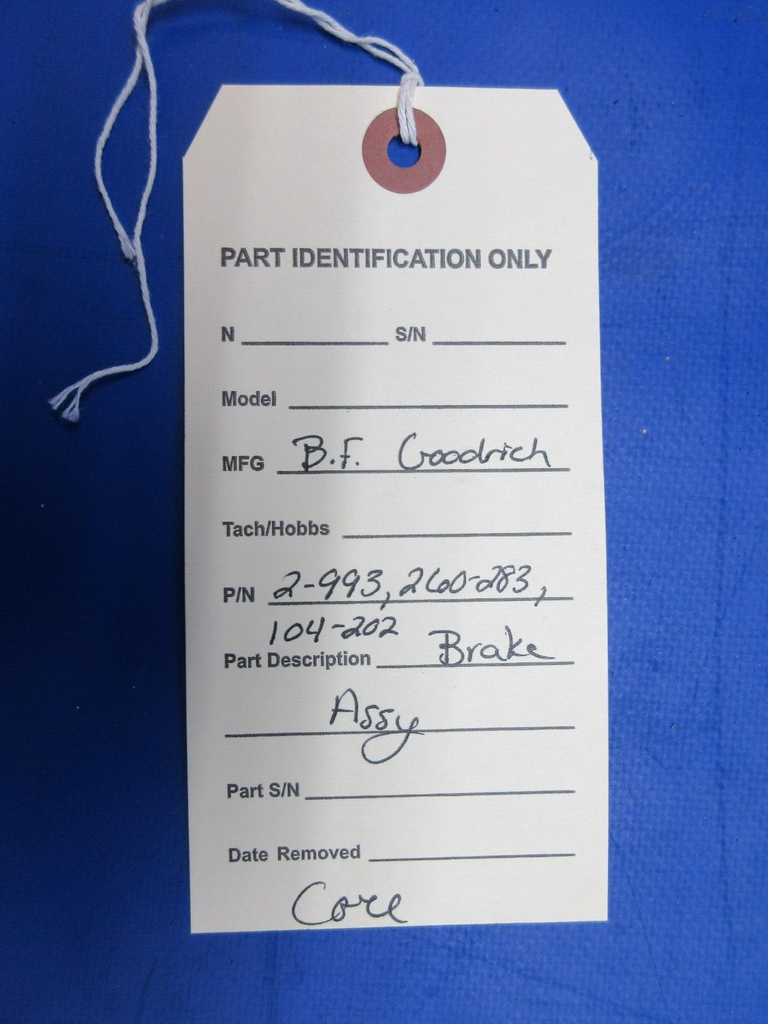 PART IDENTIFICATION ONLY
N S/N
Model
MFG B.F. Goodrich
Tach/Hobbs
P/N 2-993, 260-283,
104-202
Part Description Brake
Assy
Part S/N
Date Removed
Core